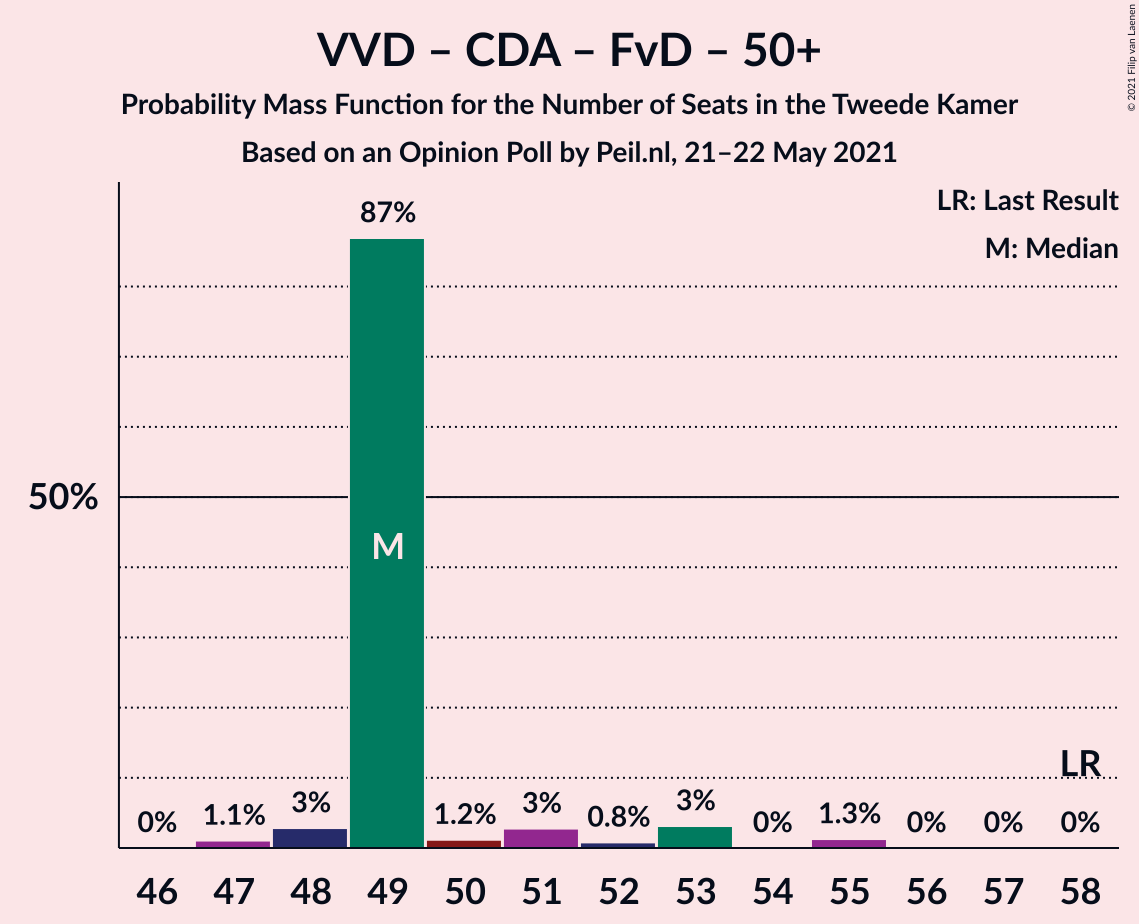 VVD – CDA – FvD – 50+
Probability Mass Function for the Number of Seats in the Tweede Kamer
Based on an Opinion Poll by Peil.nl, 21–22 May 2021
© 2021 Filip van Laenen
LR: Last Result
M: Median
87%
50%
M
LR
0% 1.1% 3% 1.2% 3% 0.8% 3% 0% 1.3% 0% 0% 0%
46 47 48 49 50 51 52 53 54 55 56 57 58